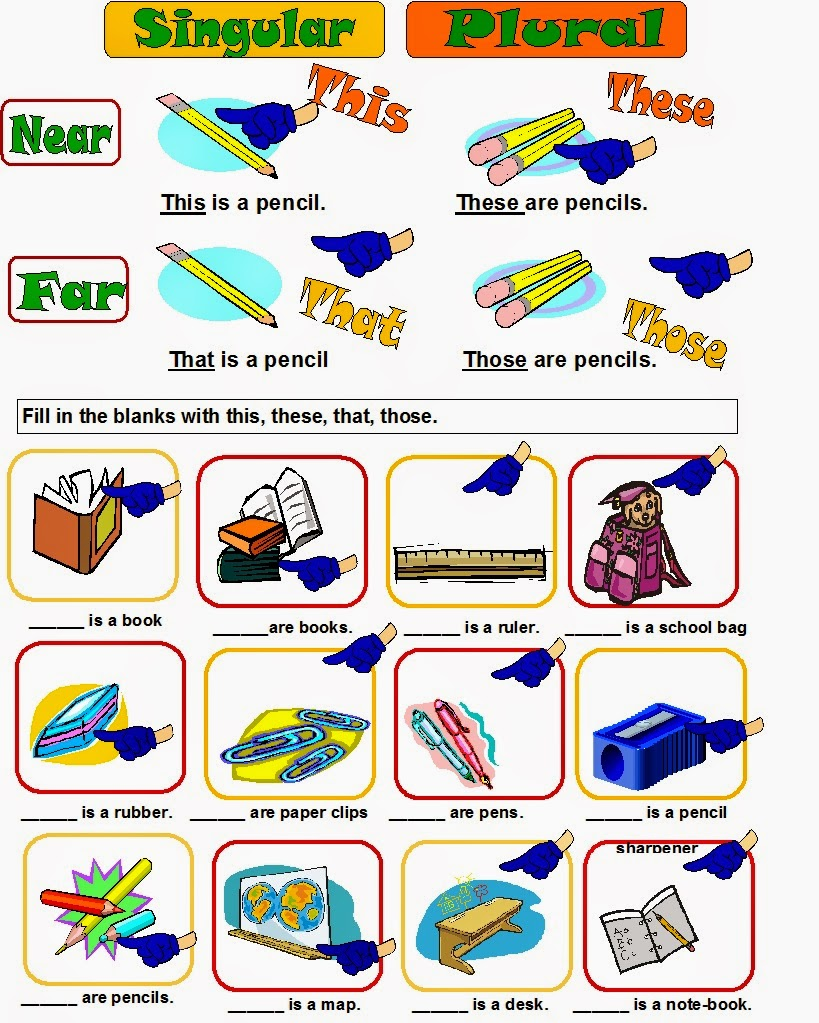 Singular Plural
Near This These
This is a pencil. These are pencils.
Far That Those
That is a pencil Those are pencils.
Fill in the blanks with this, these, that, those.
______ is a book ______are books. ______ is a ruler. ______ is a school bag
______ is a rubber. ______ are paper clips ______ are pens. ______ is a pencil
sharpener
______ are pencils. ______ is a map. ______ is a desk. ______ is a note-book.